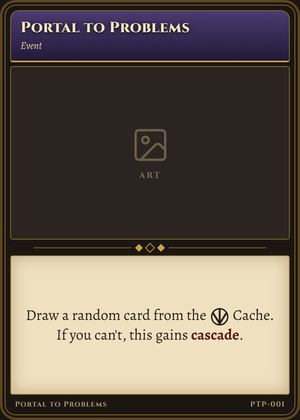 Portal to Problems
Event
ART
Draw a random card from the Cache.
If you can't, this gains cascade.
Portal to Problems
PTP-001